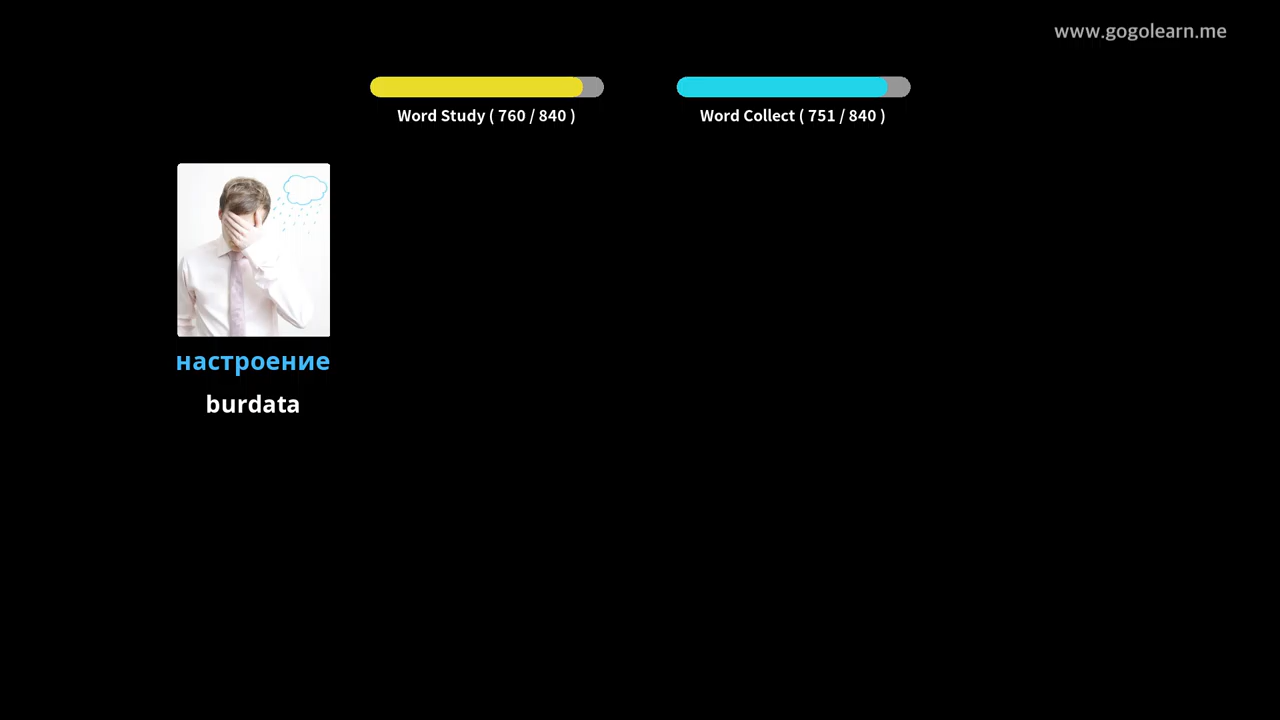 www.gogolearn.me
Word Study ( 760 / 840 )
Word Collect ( 751 / 840 )
настроение
burdata